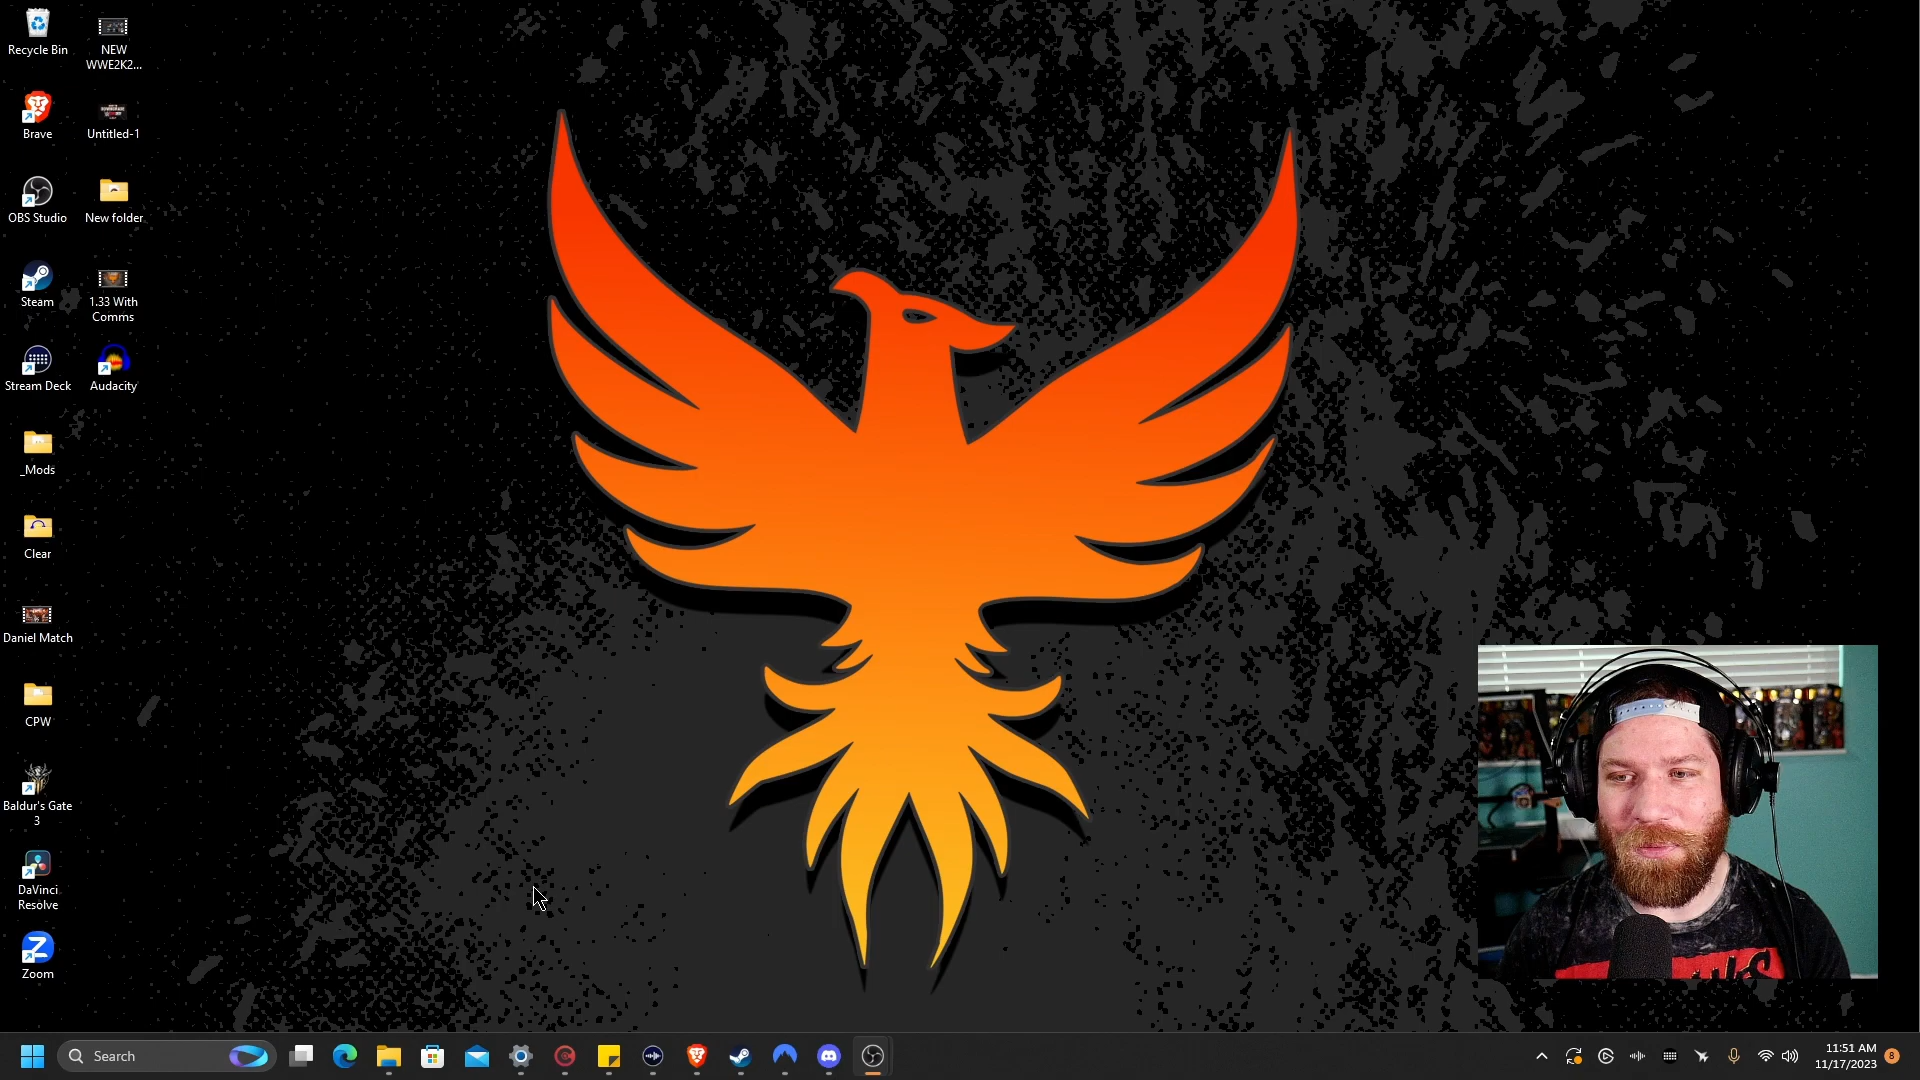 Recycle Bin
NEW
WWE2K2...
Brave
Untitled-1
OBS Studio
New folder
Steam
1.33 With
Comms
Stream Deck
Audacity
_Mods
Clear
Daniel Match
CPW
Baldur's Gate
3
DaVinci
Resolve
Zoom
Search
11:51 AM
11/17/2023
8